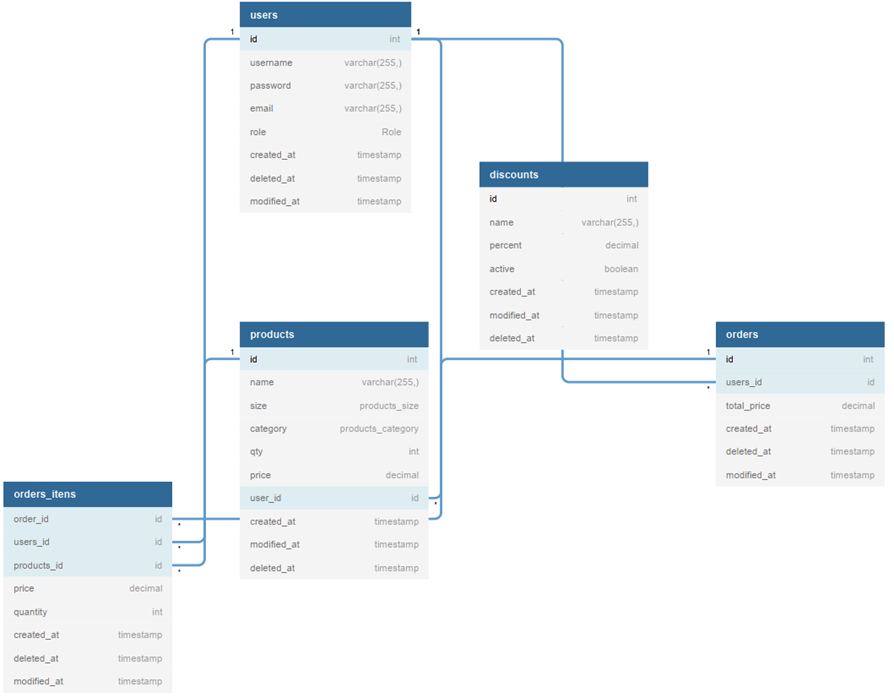 users
1
id int
1
username varchar(255,)
password varchar(255,)
email varchar(255,)
role Role
created_at timestamp
deleted_at timestamp
modified_at timestamp
discounts
id int
name varchar(255,)
percent decimal
active boolean
created_at timestamp
modified_at timestamp
deleted_at timestamp
products
1
id int
name varchar(255,)
size products_size
category products_category
qty int
price decimal
user_id id
*
created_at timestamp
modified_at timestamp
deleted_at timestamp
orders
1
id int
users_id id
*
total_price decimal
created_at timestamp
deleted_at timestamp
modified_at timestamp
orders_itens
order_id id
*
users_id id
*
products_id id
*
price decimal
quantity int
created_at timestamp
deleted_at timestamp
modified_at timestamp